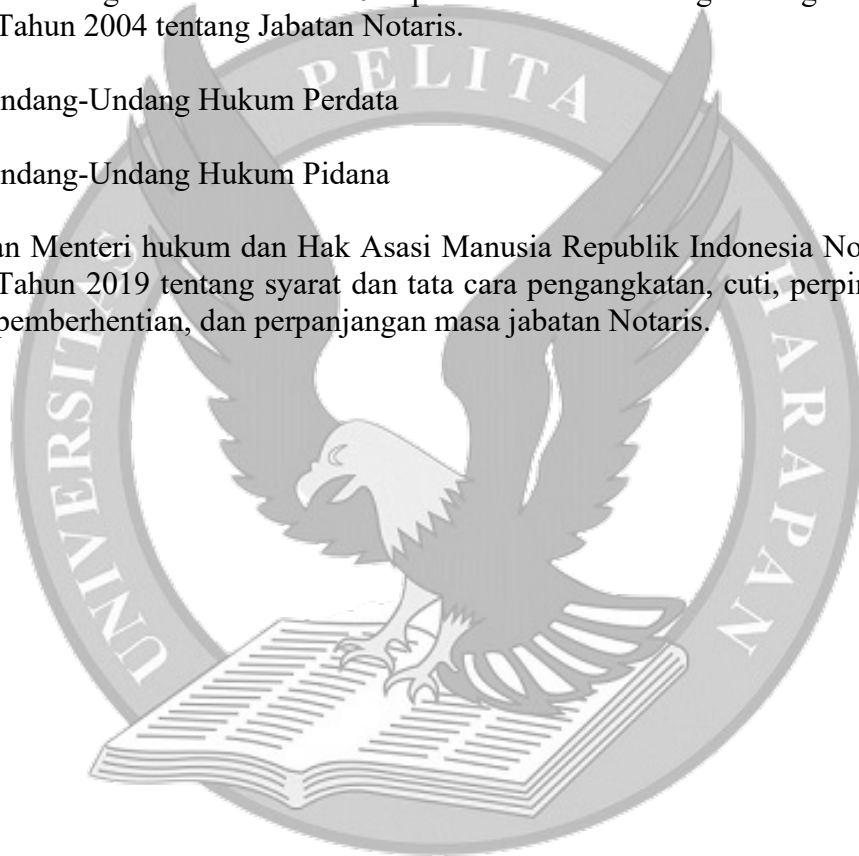 Tahun 2004 tentang Jabatan Notaris.
ndang-Undang Hukum Perdata
ndang-Undang Hukum Pidana
an Menteri hukum dan Hak Asasi Manusia Republik Indonesia No
Tahun 2019 tentang syarat dan tata cara pengangkatan, cuti, perpin
pemberhentian, dan perpanjangan masa jabatan Notaris.
UNIVERSITAS PELITA HARAPAN